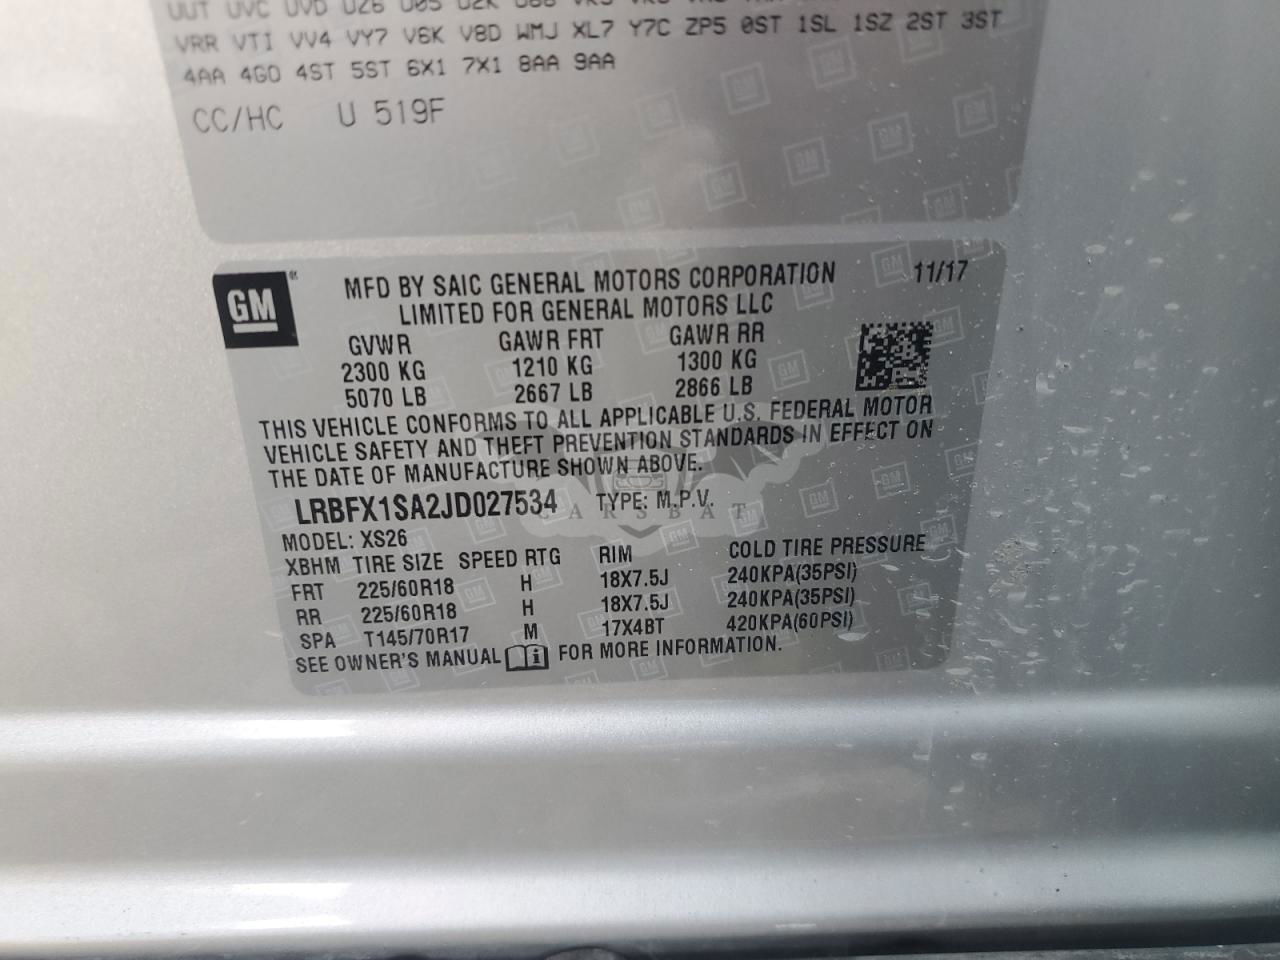 UUT UVC UVD UZ6
VRR VTI VV4 VY7 V6K V8D WMJ XL7 Y7C ZP5 0ST 1SL 1SZ 2ST 3ST
4AA 4G0 4ST 5ST 6X1 7X1 8AA 9AA
CC/HC U 519F
GM
MFD BY SAIC GENERAL MOTORS CORPORATION 11/17
LIMITED FOR GENERAL MOTORS LLC
GVWR GAWR FRT GAWR RR
2300 KG 1210 KG 1300 KG
5070 LB 2667 LB 2866 LB
THIS VEHICLE CONFORMS TO ALL APPLICABLE U.S. FEDERAL MOTOR
VEHICLE SAFETY AND THEFT PREVENTION STANDARDS IN EFFECT ON
THE DATE OF MANUFACTURE SHOWN ABOVE.
LRBFX1SA2JD027534 TYPE: M.P.V.
CARSBAT
MODEL: XS26
XBHM TIRE SIZE SPEED RTG RIM COLD TIRE PRESSURE
FRT 225/60R18 H 18X7.5J 240KPA(35PSI)
RR 225/60R18 H 18X7.5J 240KPA(35PSI)
SPA T145/70R17 M 17X4BT 420KPA(60PSI)
SEE OWNER'S MANUAL FOR MORE INFORMATION.